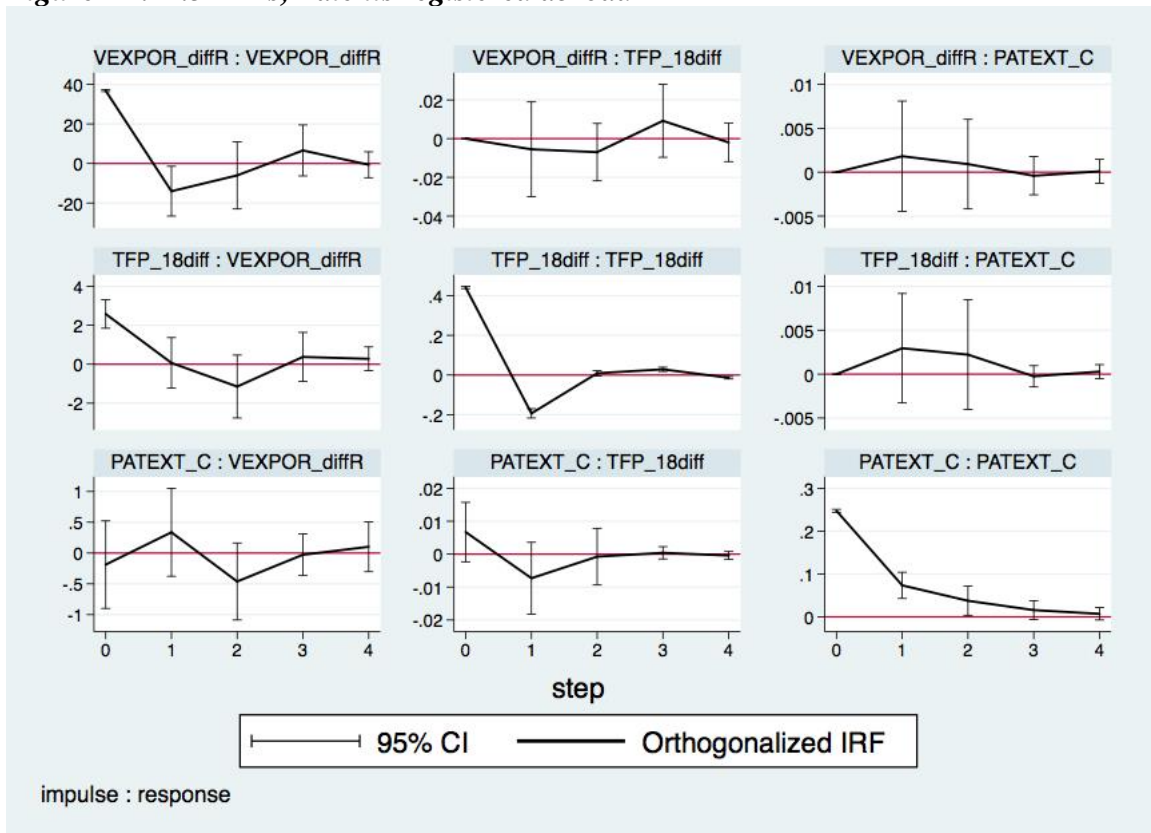 VEXPOR_diffR : VEXPOR_diffR VEXPOR_diffR : TFP_18diff VEXPOR_diffR : PATEXT_C
40 .02 .01
20 0 .005
0 -.02 0
-20 -.04 -.005
TFP_18diff : VEXPOR_diffR TFP_18diff : TFP_18diff TFP_18diff : PATEXT_C
4 .4 .01
2 .2 .005
0 0 0
-2 -.2 -.005
PATEXT_C : VEXPOR_diffR PATEXT_C : TFP_18diff PATEXT_C : PATEXT_C
1 .02 .3
.5 .01 .2
0 0 .1
-.5 -.01 0
-1 -.02
0 1 2 3 4 0 1 2 3 4 0 1 2 3 4
step
95% CI Orthogonalized IRF
impulse : response